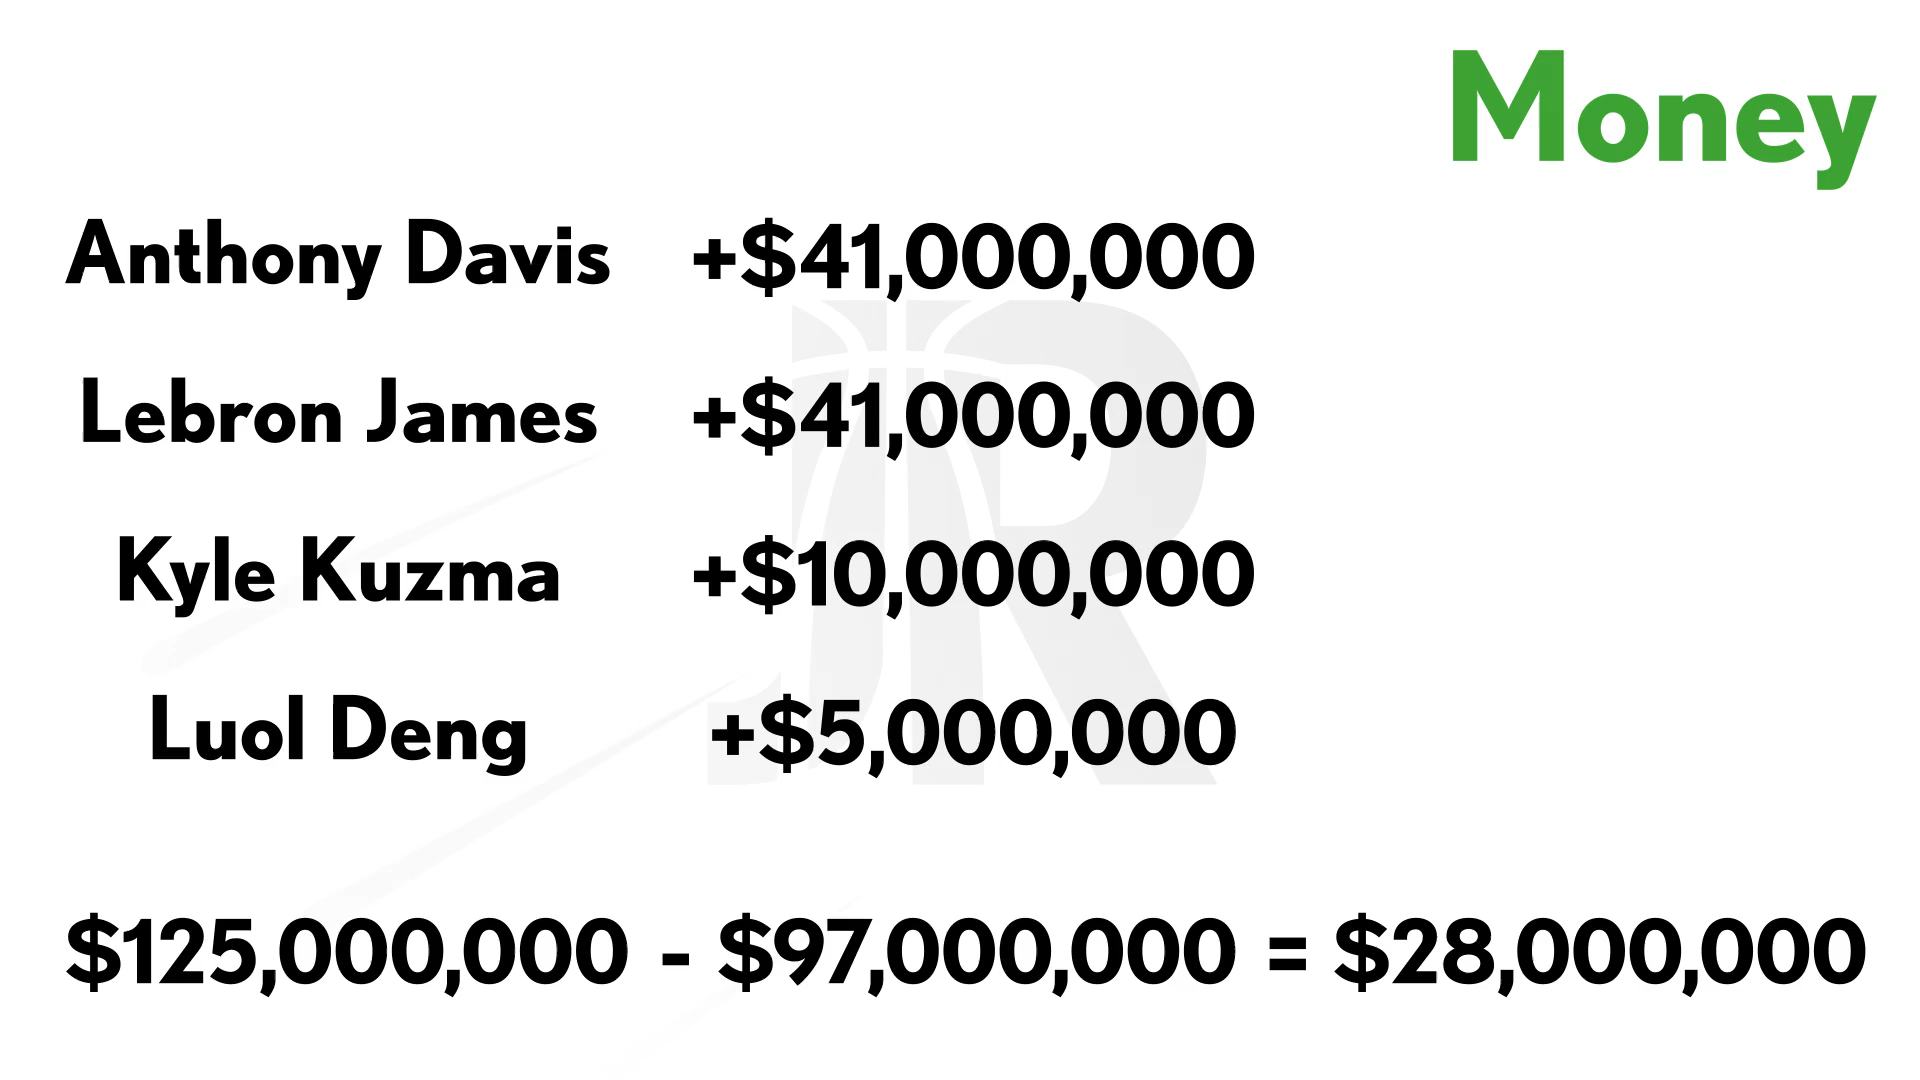 Money
Anthony Davis +$41,000,000
Lebron James +$41,000,000
Kyle Kuzma +$10,000,000
Luol Deng +$5,000,000
$125,000,000 - $97,000,000 = $28,000,000
JR